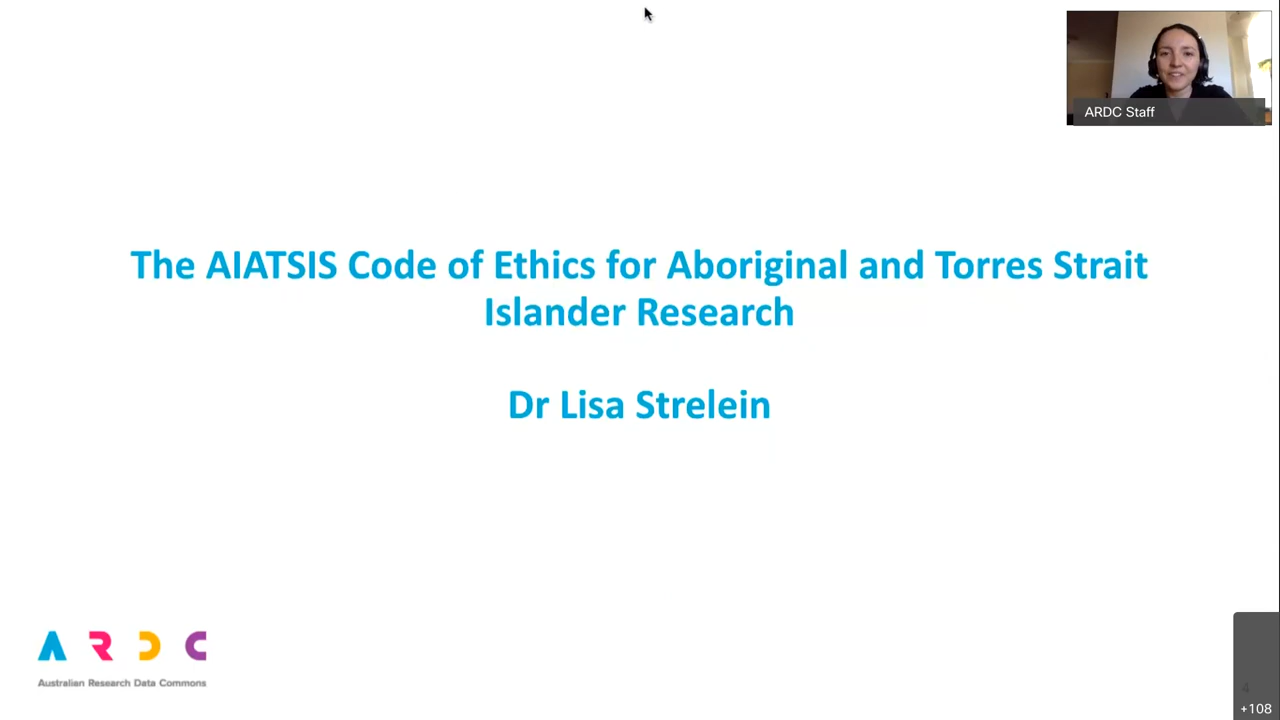 ARDC Staff
The AIATSIS Code of Ethics for Aboriginal and Torres Strait
Islander Research
Dr Lisa Strelein
A R D C
Australian Research Data Commons
4
+108